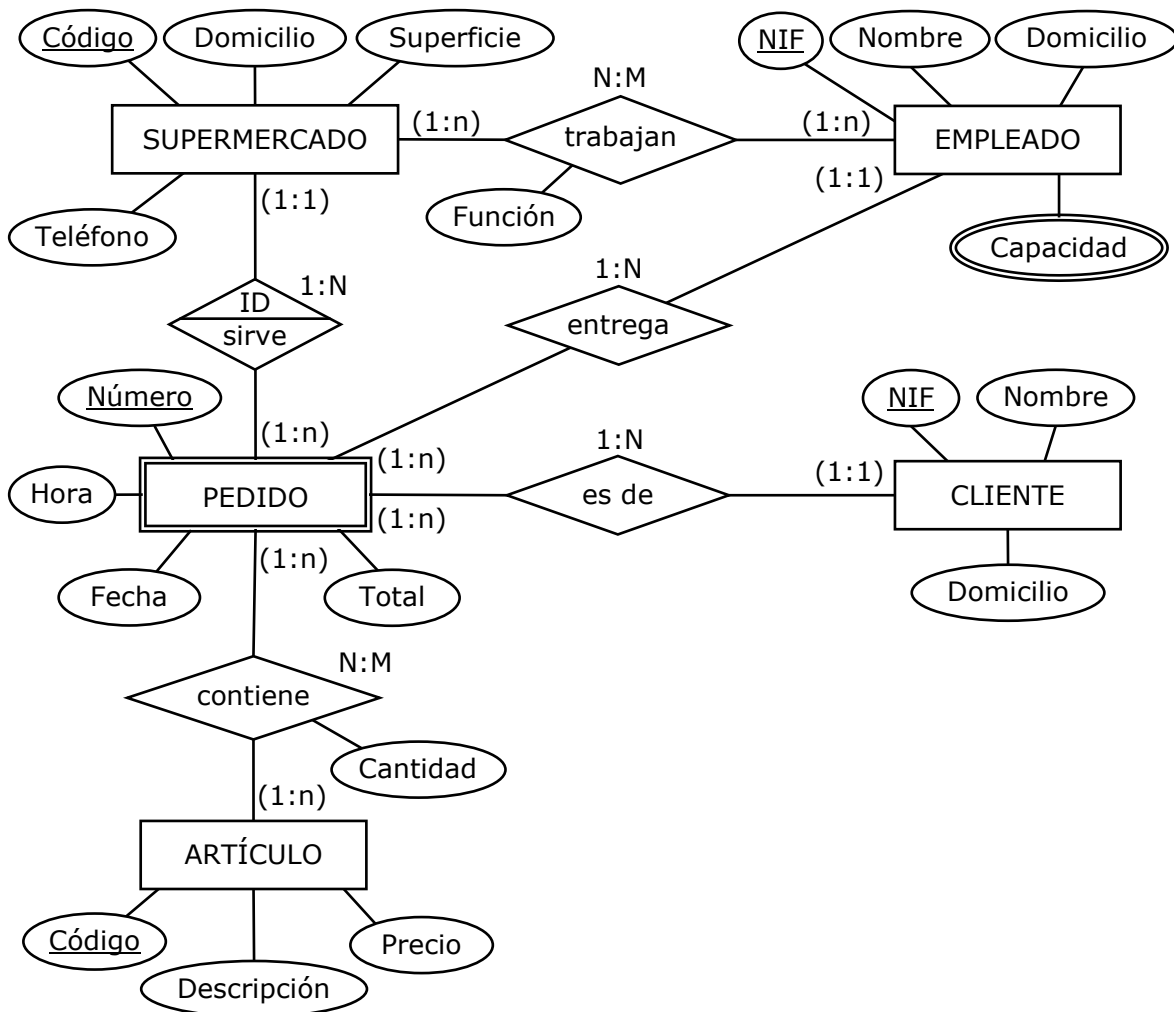 Código
Domicilio
Superficie
NIF
Nombre
Domicilio
N:M
SUPERMERCADO
(1:n)
trabajan
(1:n)
EMPLEADO
(1:1)
(1:1)
Función
Teléfono
Capacidad
1:N
1:N
ID
sirve
entrega
Número
NIF
Nombre
(1:n)
(1:n)
1:N
(1:1)
Hora
PEDIDO
es de
CLIENTE
(1:n)
(1:n)
Fecha
Total
Domicilio
N:M
contiene
Cantidad
(1:n)
ARTÍCULO
Código
Precio
Descripción